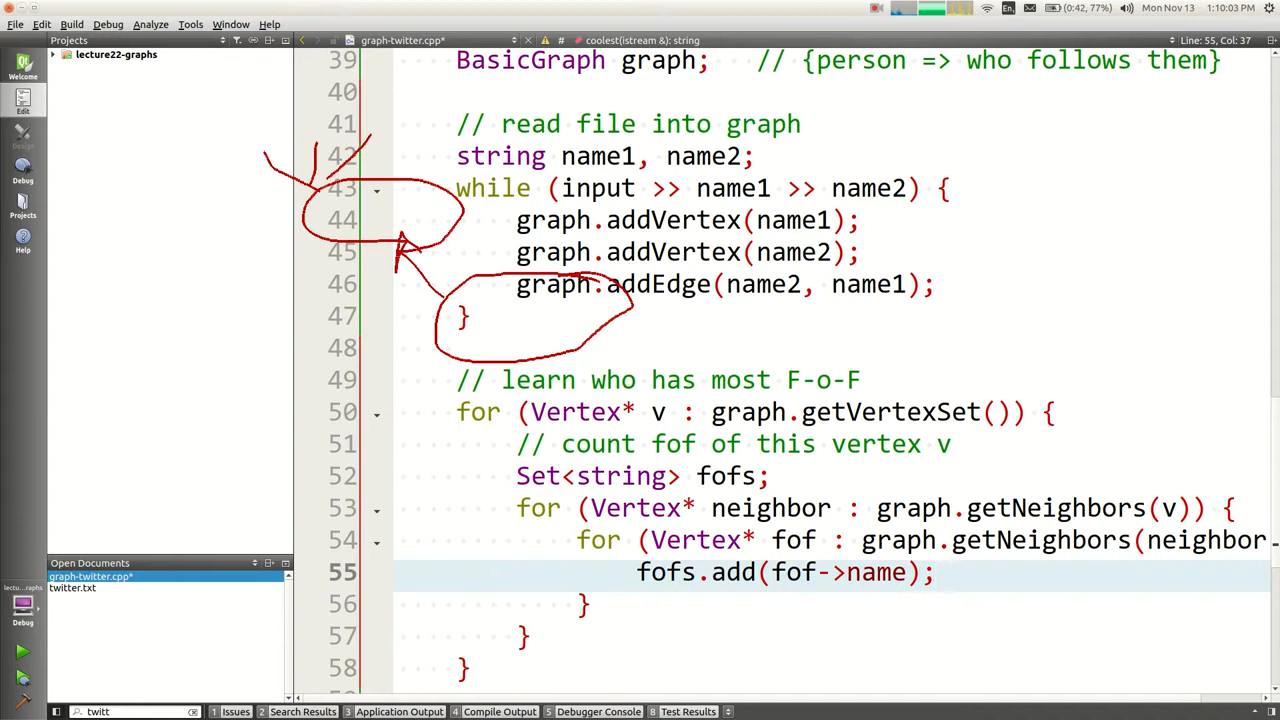 (0:42, 77%) Mon Nov 13 1:10:03 PM
File Edit Build Debug Analyze Tools Window Help
Projects graph-twitter.cpp* # coolest(istream &): string Line: 55, Col: 37
lecture22-graphs
Welcome
Edit
Design
Debug
Projects
Help
39 BasicGraph graph; // {person => who follows them}
40
41 // read file into graph
42 string name1, name2;
43 while (input >> name1 >> name2) {
44 graph.addVertex(name1);
45 graph.addVertex(name2);
46 graph.addEdge(name2, name1);
47 }
48
49 // learn who has most F-o-F
50 for (Vertex* v : graph.getVertexSet()) {
51 // count fof of this vertex v
52 Set<string> fofs;
53 for (Vertex* neighbor : graph.getNeighbors(v)) {
54 for (Vertex* fof : graph.getNeighbors(neighbor
55 fofs.add(fof->name);
56 }
57 }
58 }
Open Documents
graph-twitter.cpp*
twitter.txt
lectu...raphs
Debug
twitt 1 Issues 2 Search Results 3 Application Output 4 Compile Output 5 Debugger Console 8 Test Results